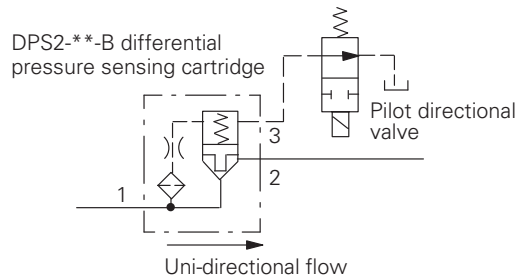 DPS2-**-B differential
pressure sensing cartridge
Pilot directional
valve
3
1
2
Uni-directional flow